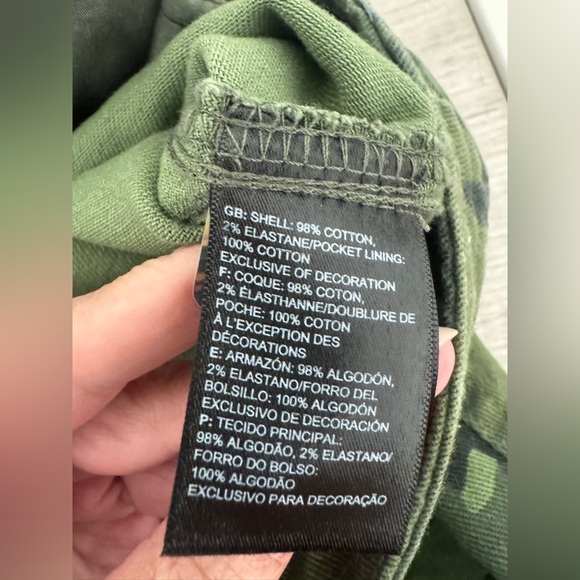 GB: SHELL: 98% COTTON,
2% ELASTANE/POCKET LINING:
100% COTTON
EXCLUSIVE OF DECORATION
F: COQUE: 98% COTON,
2% ÉLASTHANNE/DOUBLURE DE
POCHE: 100% COTON
À L'EXCEPTION DES
DÉCORATIONS
E: ARMAZÓN: 98% ALGODÓN,
2% ELASTANO/FORRO DEL
BOLSILLO: 100% ALGODÓN
EXCLUSIVO DE DECORACIÓN
P: TECIDO PRINCIPAL:
98% ALGODÃO, 2% ELASTANO/
FORRO DO BOLSO:
100% ALGODÃO
EXCLUSIVO PARA DECORAÇÃO